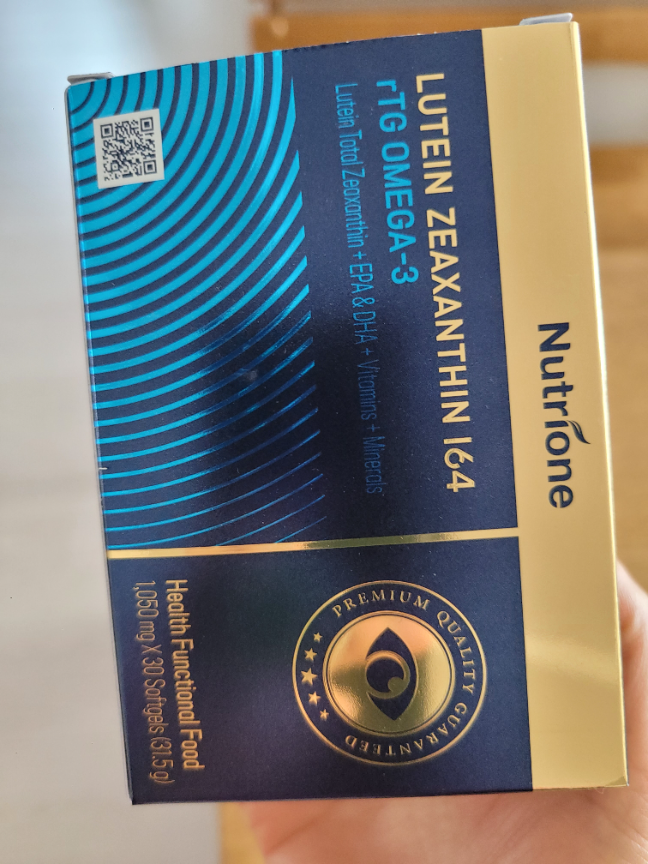 Nutrione
LUTEIN ZEAXANTHIN 164
rTG OMEGA-3
Lutein Total Zeaxanthin + EPA & DHA + Vitamins + Minerals
PREMIUM QUALITY GUARANTEED
Health Functional Food
1,050 mg X 30 Softgels (31.5 g)